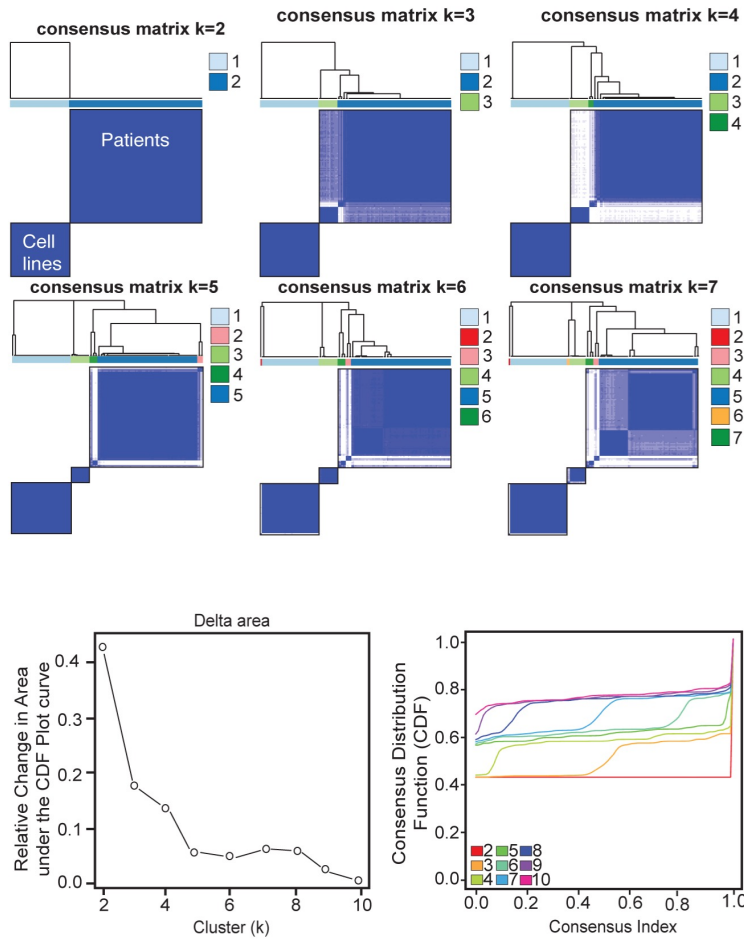 consensus matrix k=2
1
2
Patients
Cell
lines
consensus matrix k=3
1
2
3
consensus matrix k=4
1
2
3
4
consensus matrix k=5
1
2
3
4
5
consensus matrix k=6
1
2
3
4
5
6
consensus matrix k=7
1
2
3
4
5
6
7
Delta area
Relative Change in Area
under the CDF Plot curve
0.4
0.3
0.2
0.1
0.0
2 4 6 8 10
Cluster (k)
Consensus Distribution
Function (CDF)
1.0
0.8
0.6
0.4
0.2
0.0
2 5 8
3 6 9
4 7 10
0.0 0.2 0.4 0.6 0.8 1.0
Consensus Index